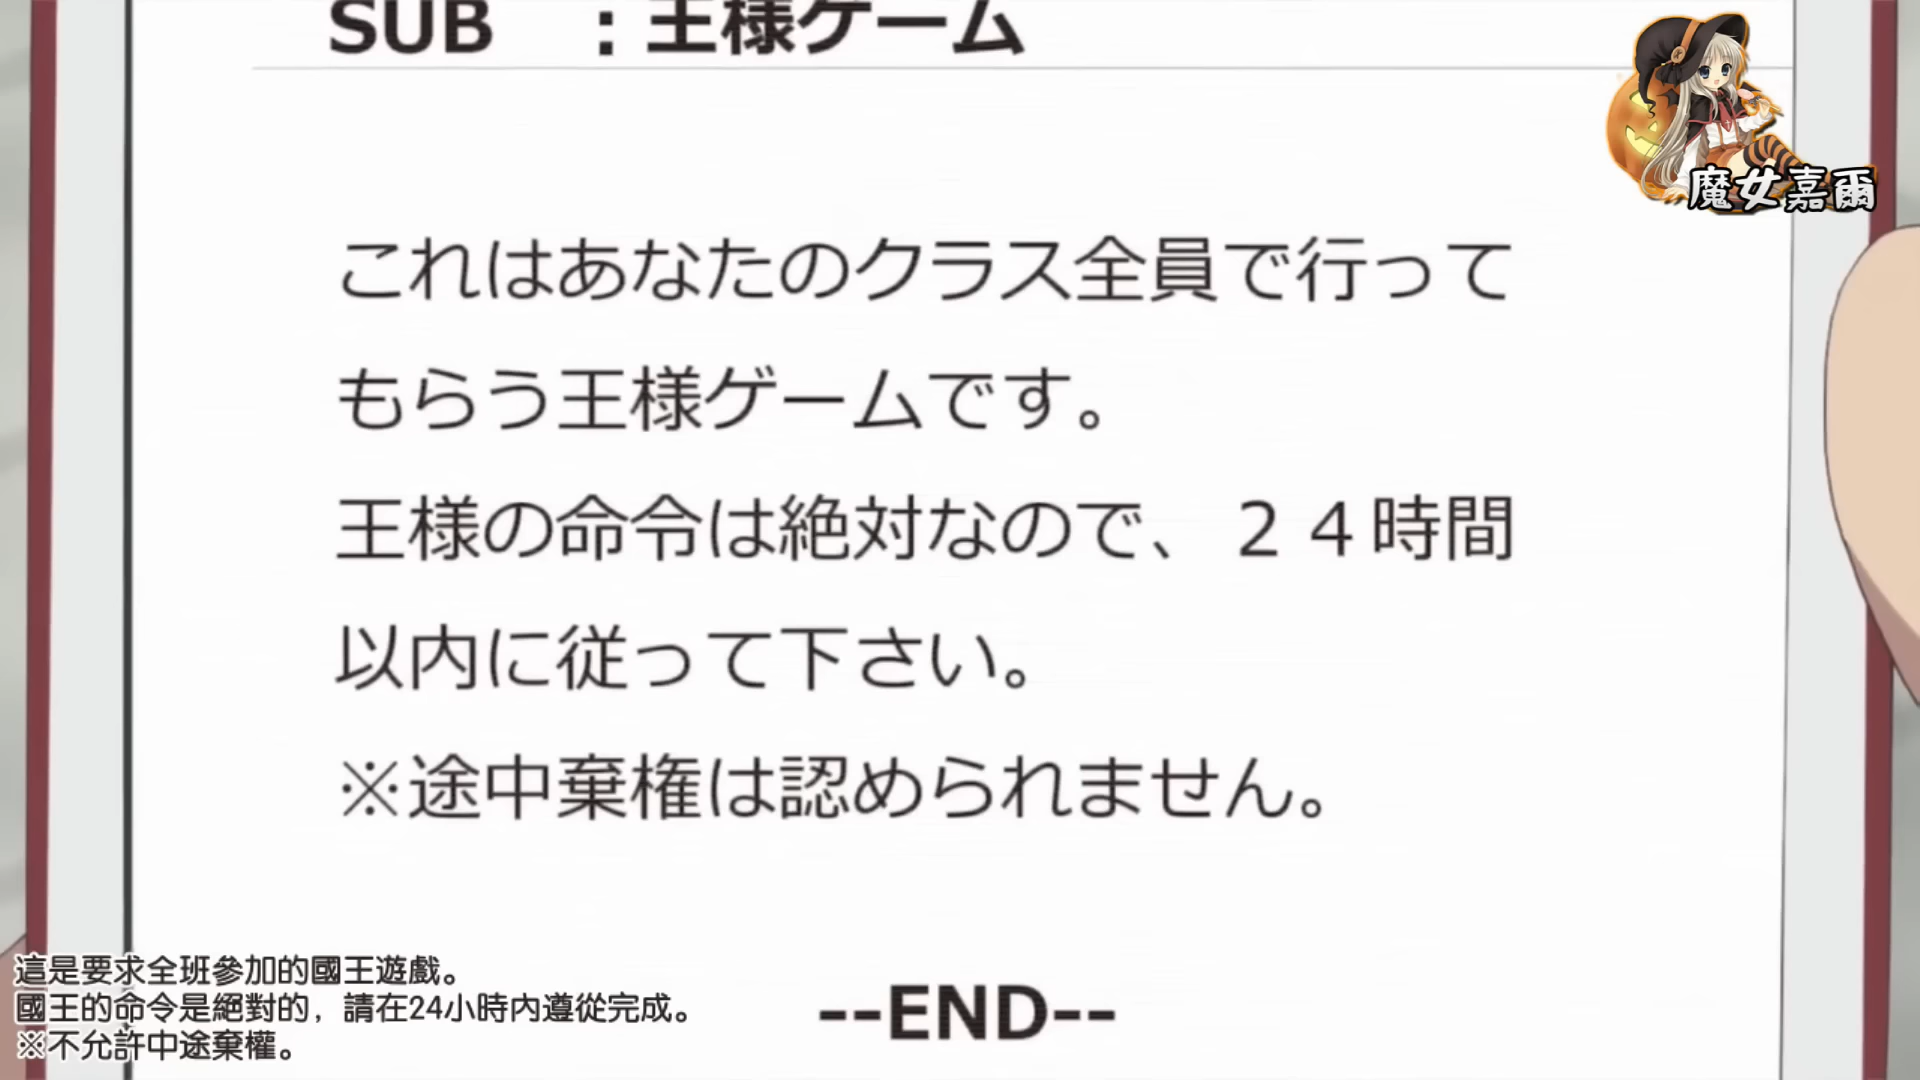 SUB ：王様ゲーム
魔女嘉爾
これはあなたのクラス全員で行って
もらう王様ゲームです。
王様の命令は絶対なので、２４時間
以内に従って下さい。
※途中棄権は認められません。
--END--
這是要求全班參加的國王遊戲。
國王的命令是絕對的，請在24小時內遵從完成。
※不允許中途棄權。